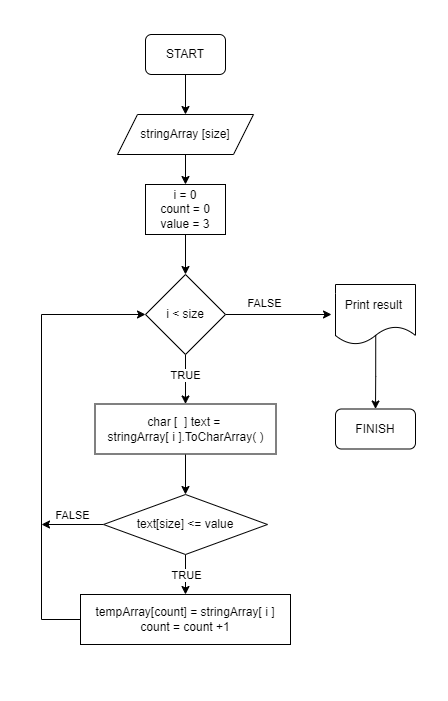 START
stringArray [size]
i = 0
count = 0
value = 3
i < size
FALSE
Print result
TRUE
char [  ] text =
stringArray[ i ].ToCharArray( )
FINISH
text[size] <= value
FALSE
TRUE
tempArray[count] = stringArray[ i ]
count = count +1